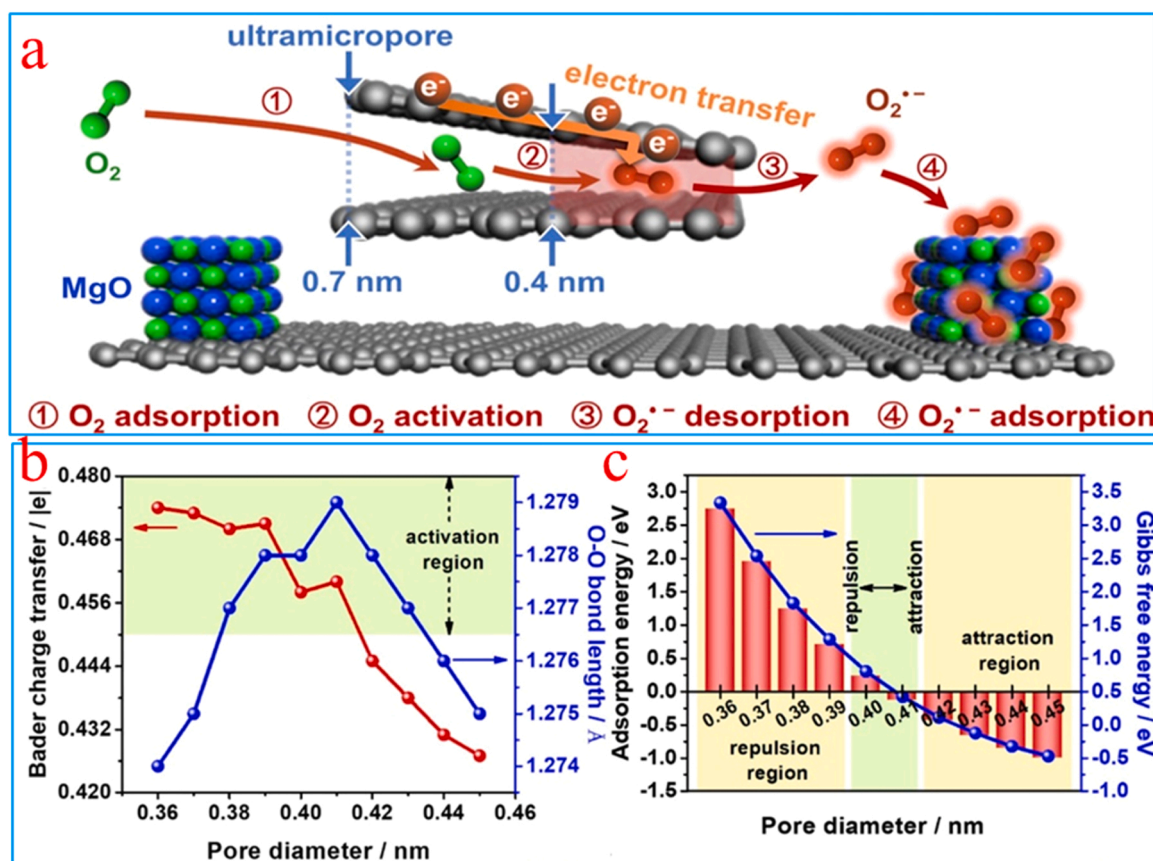 a
ultramicropore
electron transfer
e⁻ e⁻ e⁻ e⁻
O₂•⁻
①
②
③
④
O₂
MgO
0.7 nm
0.4 nm
① O₂ adsorption ② O₂ activation ③ O₂•⁻ desorption ④ O₂•⁻ adsorption
b
Bader charge transfer / |e|
0.480
0.468
0.456
0.444
0.432
0.420
activation
region
1.279
1.278
1.277
1.276
1.275
1.274
O-O bond length / Å
0.36 0.38 0.40 0.42 0.44 0.46
Pore diameter / nm
c
Adsorption energy / eV
3.0
2.5
2.0
1.5
1.0
0.5
0.0
-0.5
-1.0
-1.5
repulsion
attraction
attraction
region
0.36 0.37 0.38 0.39 0.40 0.41 0.42 0.43 0.44 0.45
repulsion
region
3.5
3.0
2.5
2.0
1.5
1.0
0.5
0.0
-0.5
-1.0
Gibbs free energy / eV
Pore diameter / nm